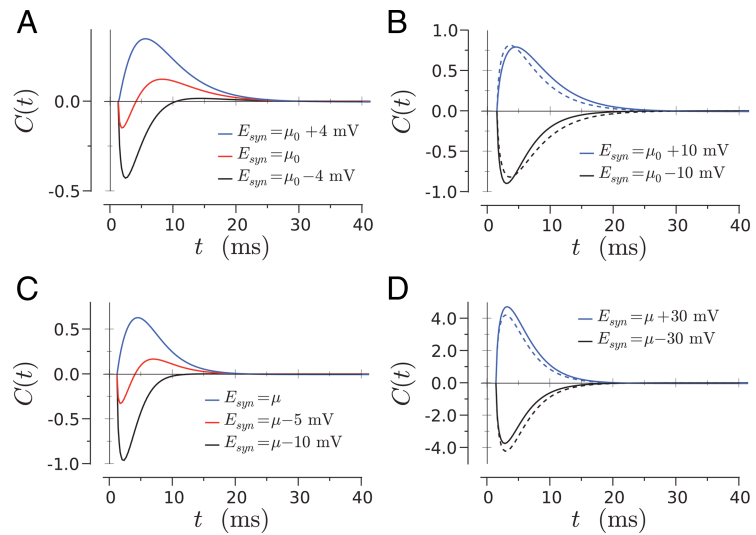 A
C(t)
0.0
-0.5
E_syn=μ_0+4 mV
E_syn=μ_0
E_syn=μ_0−4 mV
0 10 20 30 40
t (ms)
B
C(t)
1.0
0.5
0.0
-0.5
-1.0
E_syn=μ_0+10 mV
E_syn=μ_0−10 mV
0 10 20 30 40
t (ms)
C
C(t)
0.5
0.0
-0.5
-1.0
E_syn=μ
E_syn=μ−5 mV
E_syn=μ−10 mV
0 10 20 30 40
t (ms)
D
C(t)
4.0
2.0
0.0
-2.0
-4.0
E_syn=μ+30 mV
E_syn=μ−30 mV
0 10 20 30 40
t (ms)